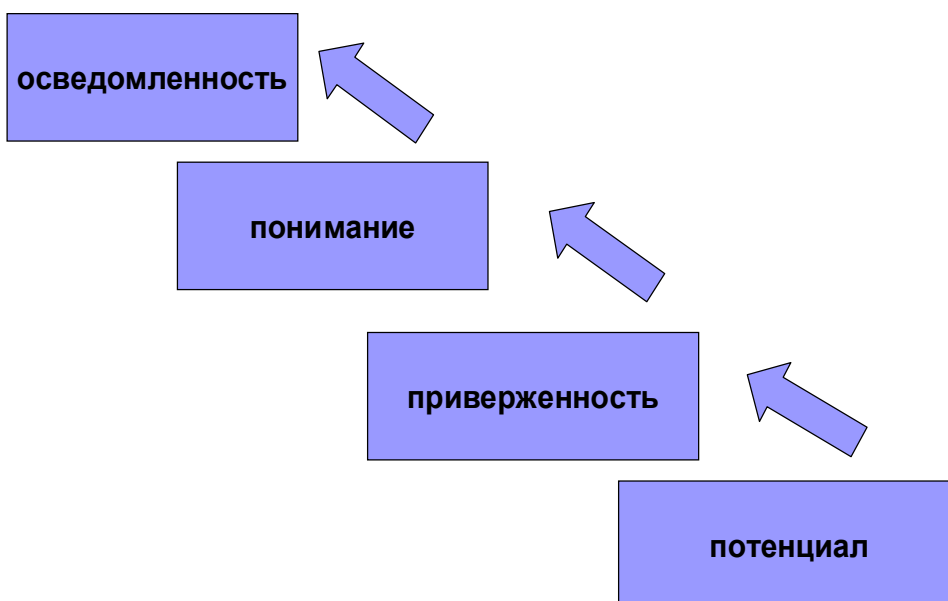 осведомленность
понимание
приверженность
потенциал